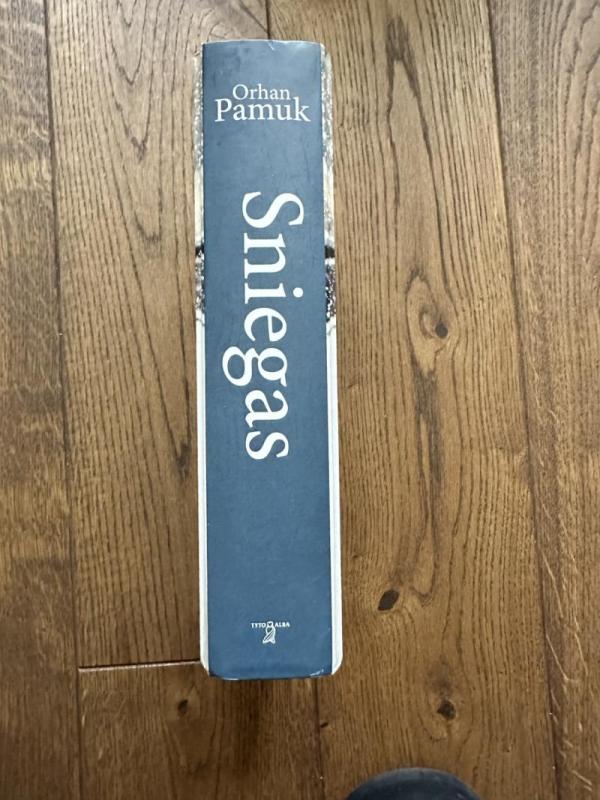 Orhan
Pamuk
Sniegas
TYTO ALBA